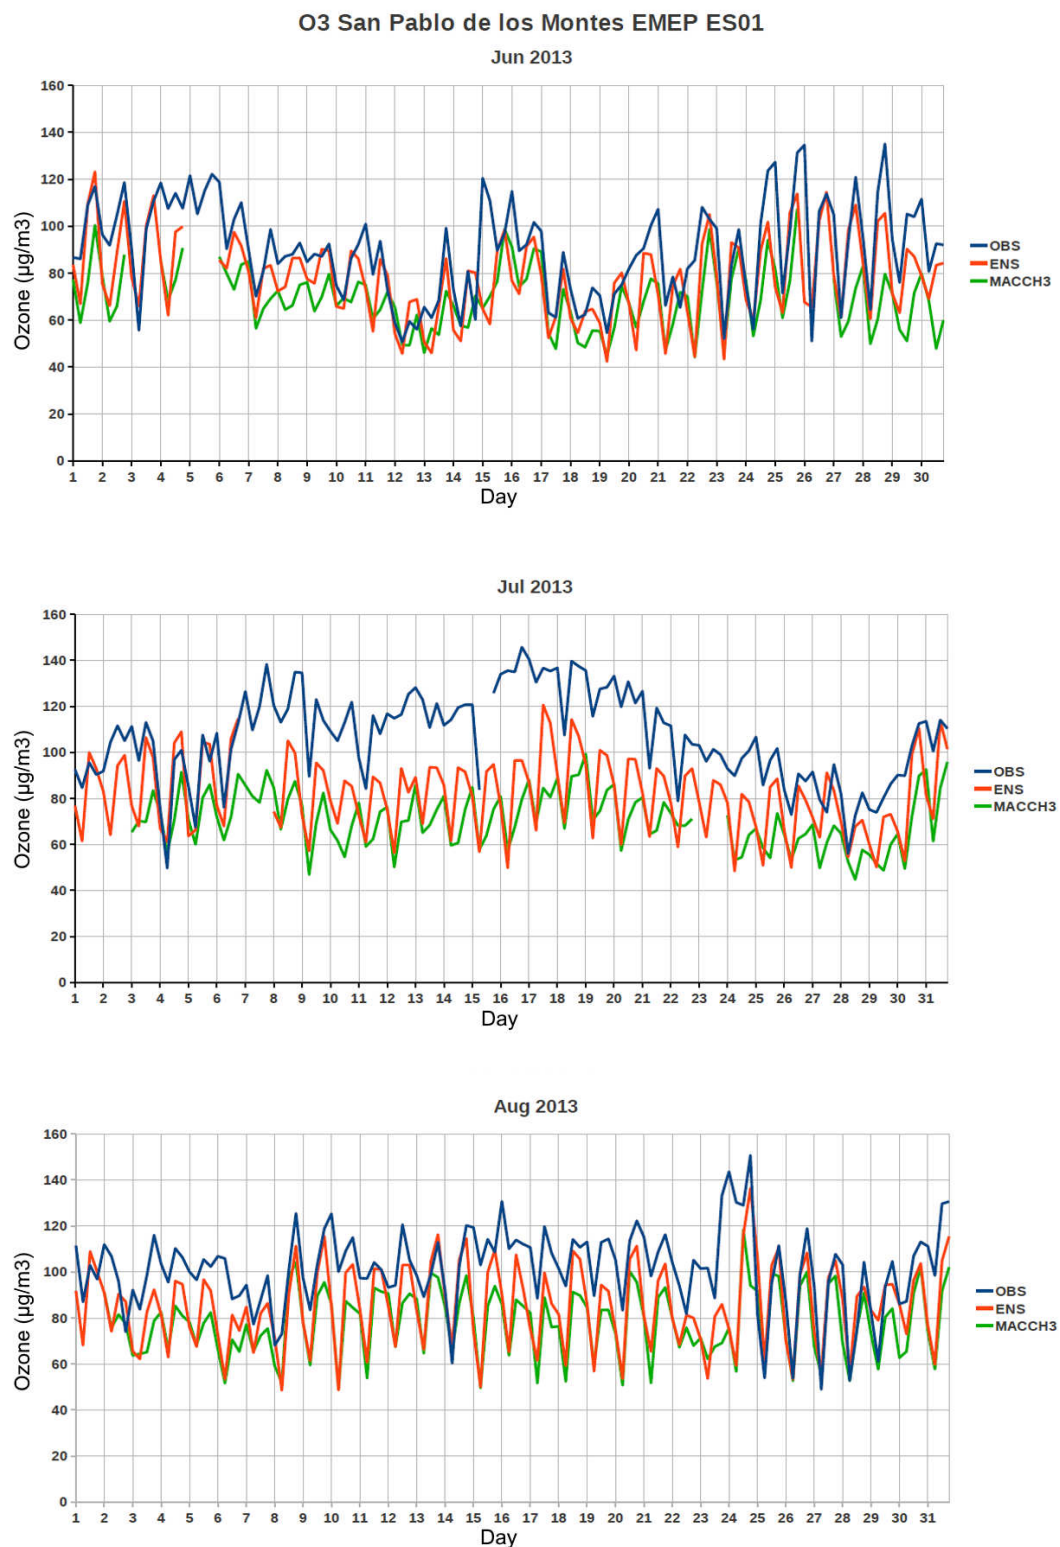 O3 San Pablo de los Montes EMEP ES01
Jun 2013
160
140
120
100
80
60
40
20
0
Ozone (µg/m3)
1 2 3 4 5 6 7 8 9 10 11 12 13 14 15 16 17 18 19 20 21 22 23 24 25 26 27 28 29 30
Day
OBS
ENS
MACCH3
Jul 2013
160
140
120
100
80
60
40
20
0
Ozone (µg/m3)
1 2 3 4 5 6 7 8 9 10 11 12 13 14 15 16 17 18 19 20 21 22 23 24 25 26 27 28 29 30 31
Day
OBS
ENS
MACCH3
Aug 2013
160
140
120
100
80
60
40
20
0
Ozone (µg/m3)
1 2 3 4 5 6 7 8 9 10 11 12 13 14 15 16 17 18 19 20 21 22 23 24 25 26 27 28 29 30 31
Day
OBS
ENS
MACCH3